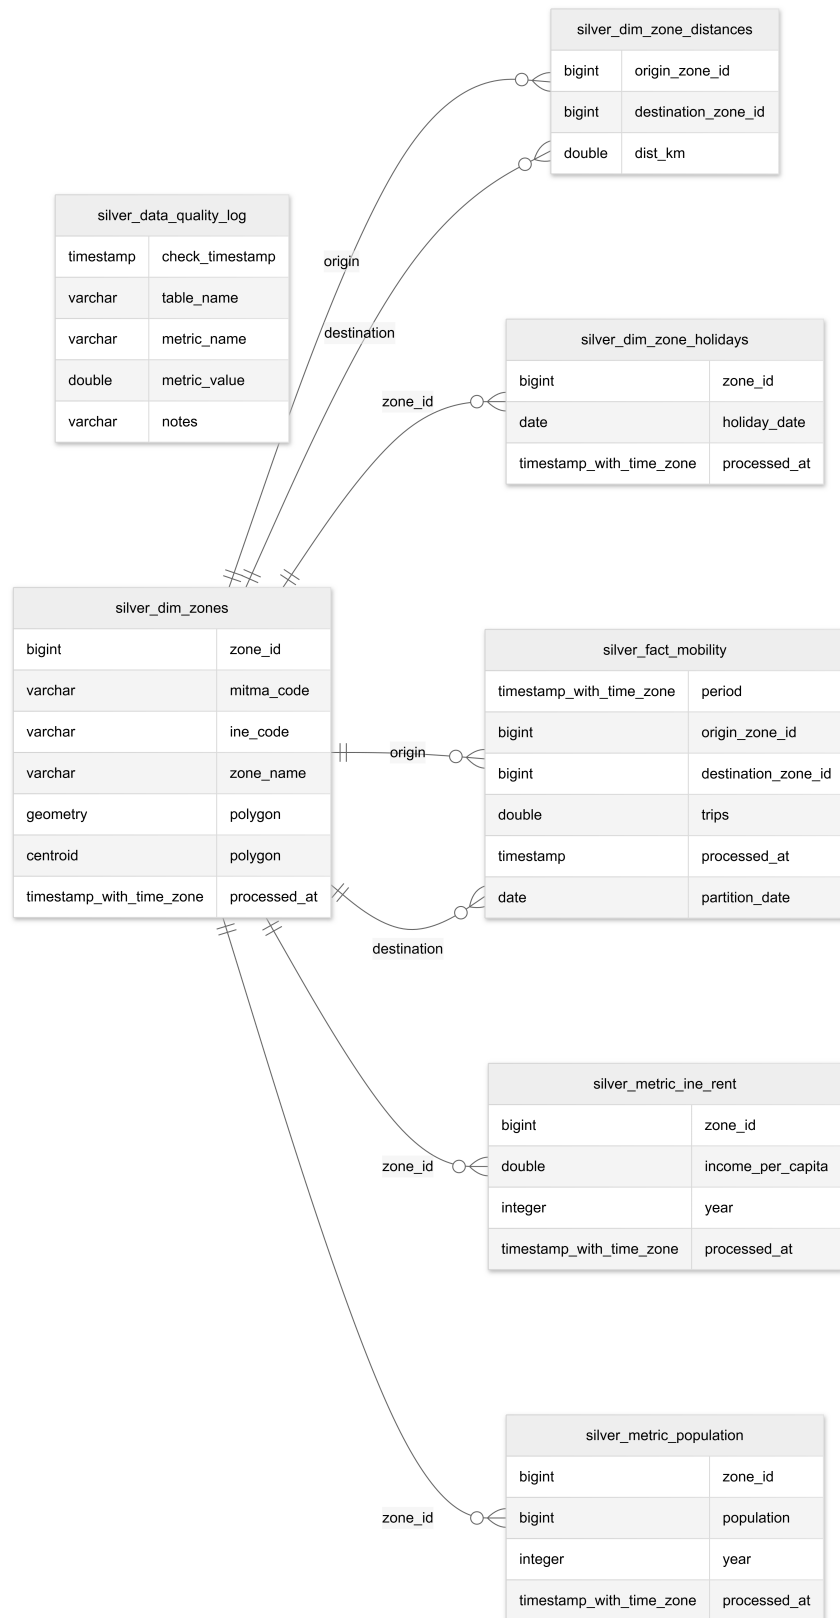 silver_dim_zone_distances
bigint origin_zone_id
bigint destination_zone_id
double dist_km
silver_data_quality_log
timestamp check_timestamp
varchar table_name
varchar metric_name
double metric_value
varchar notes
origin
destination
silver_dim_zone_holidays
bigint zone_id
date holiday_date
timestamp_with_time_zone processed_at
zone_id
silver_dim_zones
bigint zone_id
varchar mitma_code
varchar ine_code
varchar zone_name
geometry polygon
centroid polygon
timestamp_with_time_zone processed_at
origin
destination
silver_fact_mobility
timestamp_with_time_zone period
bigint origin_zone_id
bigint destination_zone_id
double trips
timestamp processed_at
date partition_date
silver_metric_ine_rent
bigint zone_id
double income_per_capita
integer year
timestamp_with_time_zone processed_at
zone_id
silver_metric_population
bigint zone_id
bigint population
integer year
timestamp_with_time_zone processed_at
zone_id